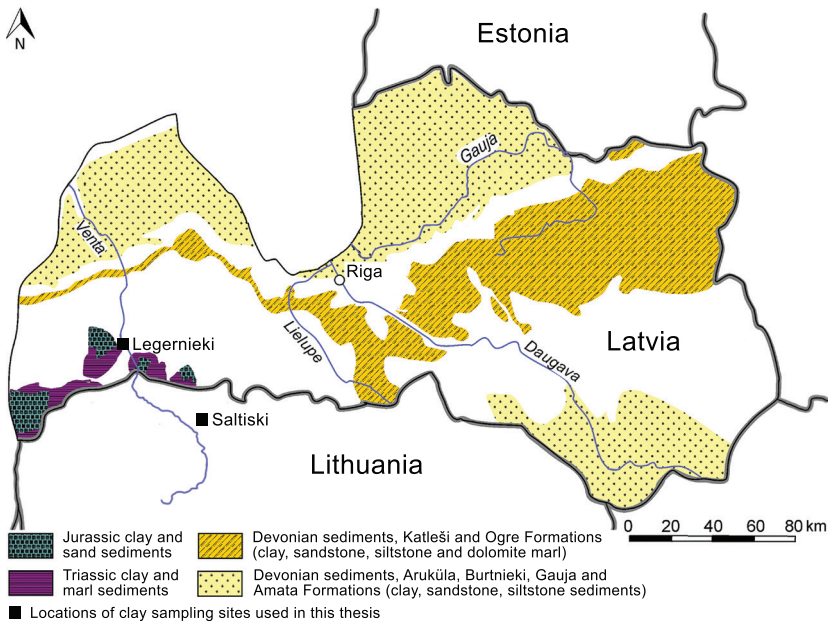 N
Estonia
Gauja
Venta
Riga
Legernieki
Lielupe
Latvia
Daugava
Saltiski
Lithuania
0 20 40 60 80 km
Jurassic clay and
sand sediments
Devonian sediments, Katleši and Ogre Formations
(clay, sandstone, siltstone and dolomite marl)
Triassic clay and
marl sediments
Devonian sediments, Aruküla, Burtnieki, Gauja and
Amata Formations (clay, sandstone, siltstone sediments)
Locations of clay sampling sites used in this thesis